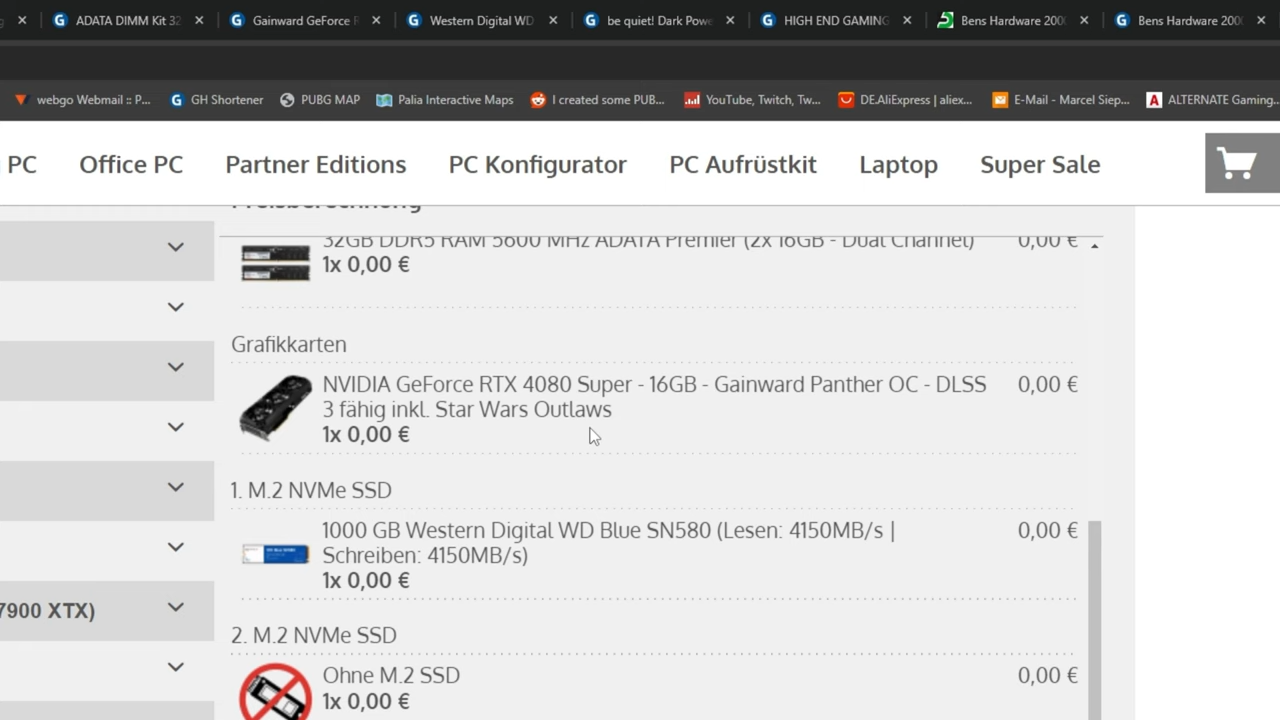 ADATA DIMM Kit 32
Gainward GeForce R
Western Digital WD
be quiet! Dark Powe
HIGH END GAMING
Bens Hardware 2000
Bens Hardware 200
webgo Webmail :: P...
GH Shortener
PUBG MAP
Palia Interactive Maps
I created some PUB...
YouTube, Twitch, Tw...
DE.AliExpress | aliex...
E-Mail - Marcel Siep...
ALTERNATE Gaming...
PC
Office PC
Partner Editions
PC Konfigurator
PC Aufrüstkit
Laptop
Super Sale
Preisberechnung
32GB DDR5 RAM 5600 MHz ADATA Premier (2x 16GB - Dual Channel) 0,00 €
1x 0,00 €
Grafikkarten
NVIDIA GeForce RTX 4080 Super - 16GB - Gainward Panther OC - DLSS 0,00 €
3 fähig inkl. Star Wars Outlaws
1x 0,00 €
1. M.2 NVMe SSD
1000 GB Western Digital WD Blue SN580 (Lesen: 4150MB/s | 0,00 €
Schreiben: 4150MB/s)
1x 0,00 €
7900 XTX)
2. M.2 NVMe SSD
Ohne M.2 SSD 0,00 €
1x 0,00 €